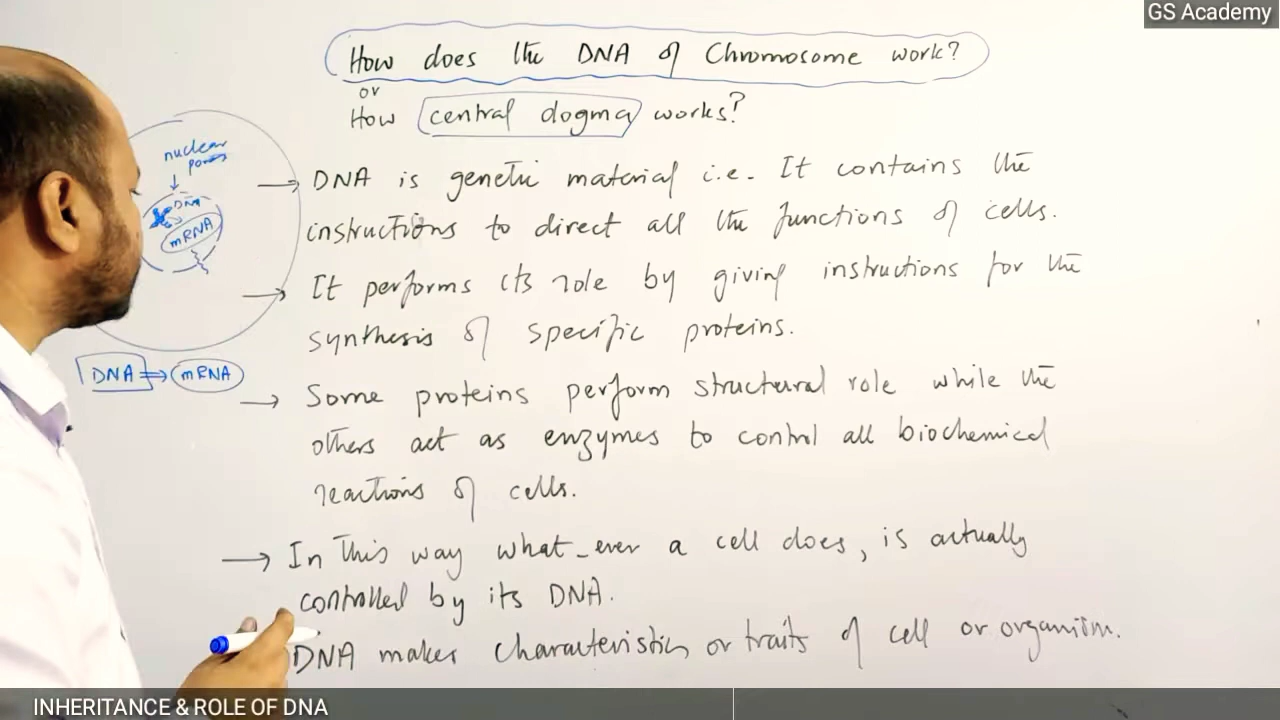 GS Academy
How does the DNA of Chromosome work?
or
How central dogma works?
nuclear
pores
DNA
mRNA
DNA is genetic material i.e. It contains the
instructions to direct all the functions of cells.
It performs its role by giving instructions for the
synthesis of specific proteins.
DNA ⇒ mRNA
Some proteins perform structural role while the
others act as enzymes to control all biochemical
reactions of cells.
In this way what-ever a cell does, is actually
controlled by its DNA.
DNA makes characteristics or traits of cell or organism.
INHERITANCE & ROLE OF DNA